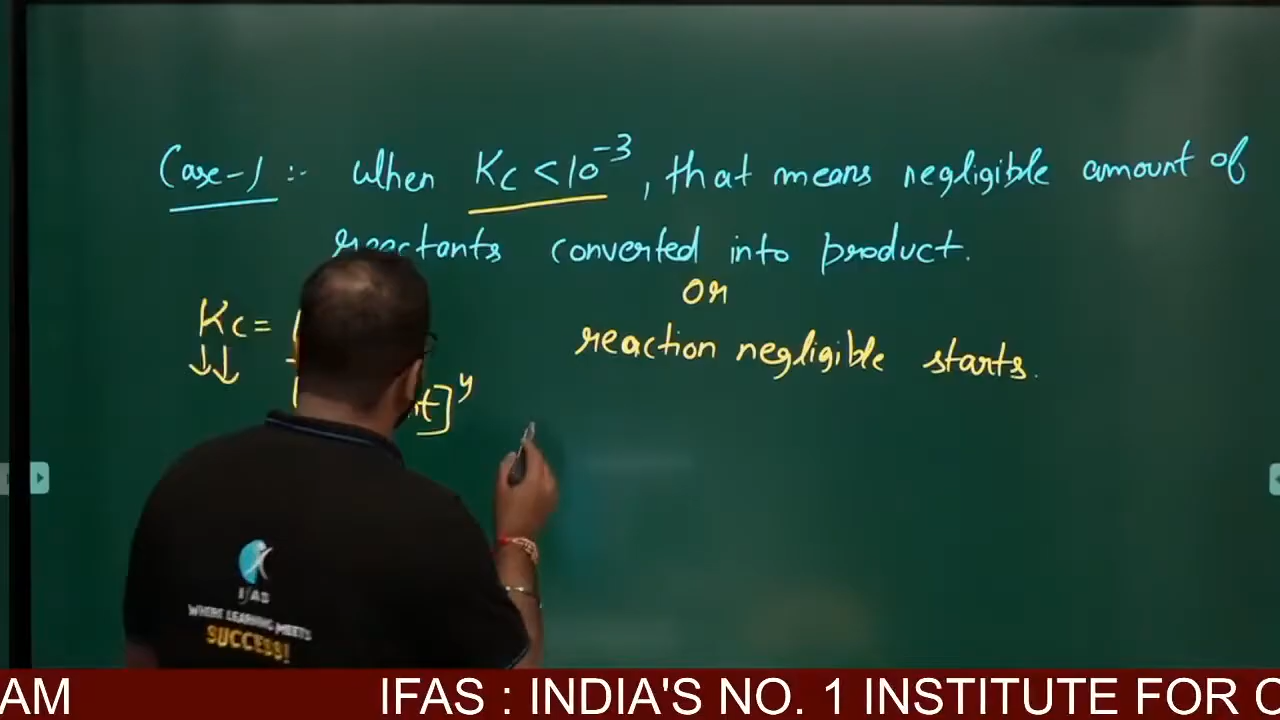 Case-1 :- When Kc < 10⁻³, that means negligible amount of
reactants converted into product.
or
reaction negligible starts.
Kc =
↓↓
]ʸ
IFAS
WHERE LEARNING MEETS
SUCCESS!
AM IFAS : INDIA'S NO. 1 INSTITUTE FOR